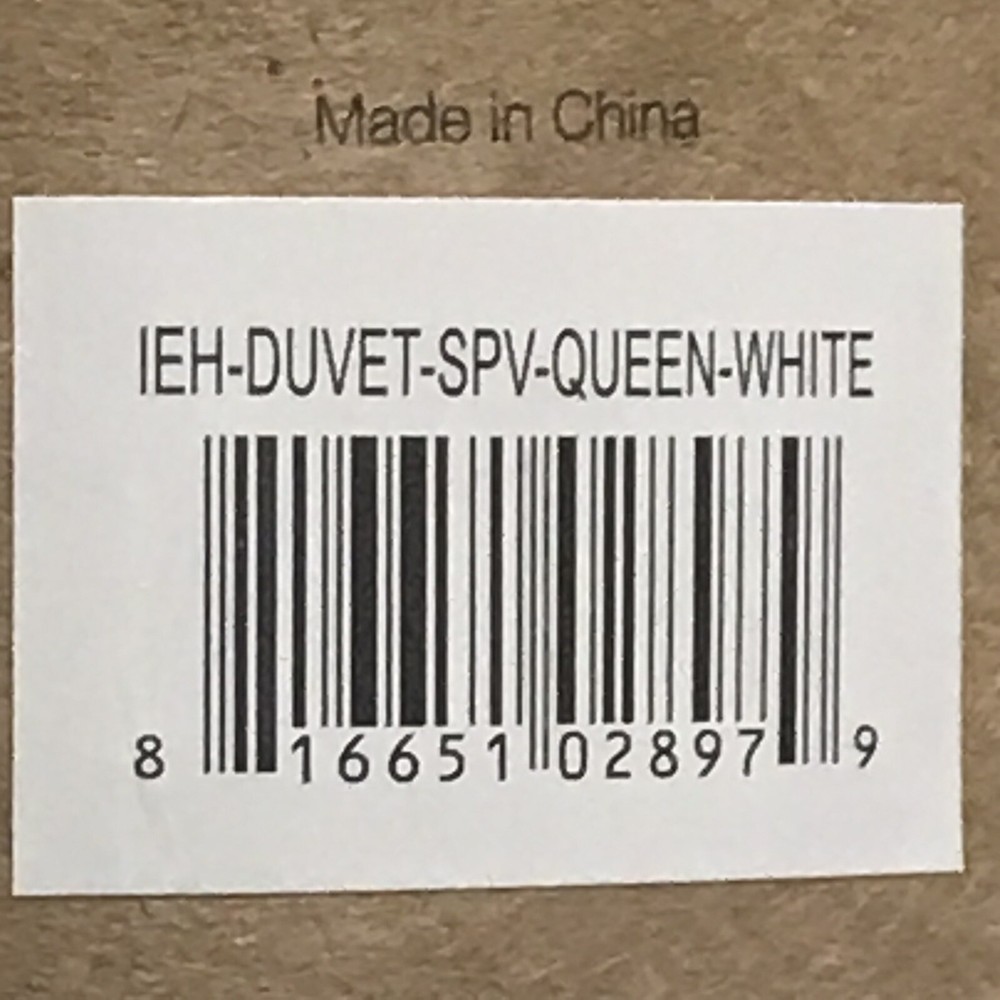 Made in China
IEH-DUVET-SPV-QUEEN-WHITE
8 16651 02897 9